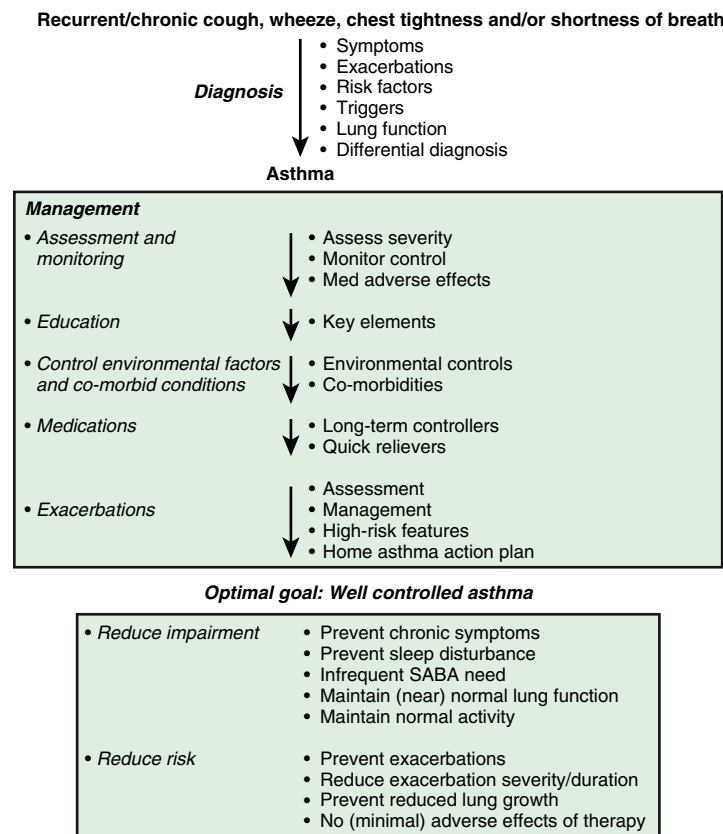 Recurrent/chronic cough, wheeze, chest tightness and/or shortness of breath
Diagnosis
• Symptoms
• Exacerbations
• Risk factors
• Triggers
• Lung function
• Differential diagnosis
Asthma
Management
• Assessment and
monitoring
• Assess severity
• Monitor control
• Med adverse effects
• Education
• Key elements
• Control environmental factors
and co-morbid conditions
• Environmental controls
• Co-morbidities
• Medications
• Long-term controllers
• Quick relievers
• Exacerbations
• Assessment
• Management
• High-risk features
• Home asthma action plan
Optimal goal: Well controlled asthma
• Reduce impairment
• Prevent chronic symptoms
• Prevent sleep disturbance
• Infrequent SABA need
• Maintain (near) normal lung function
• Maintain normal activity
• Reduce risk
• Prevent exacerbations
• Reduce exacerbation severity/duration
• Prevent reduced lung growth
• No (minimal) adverse effects of therapy